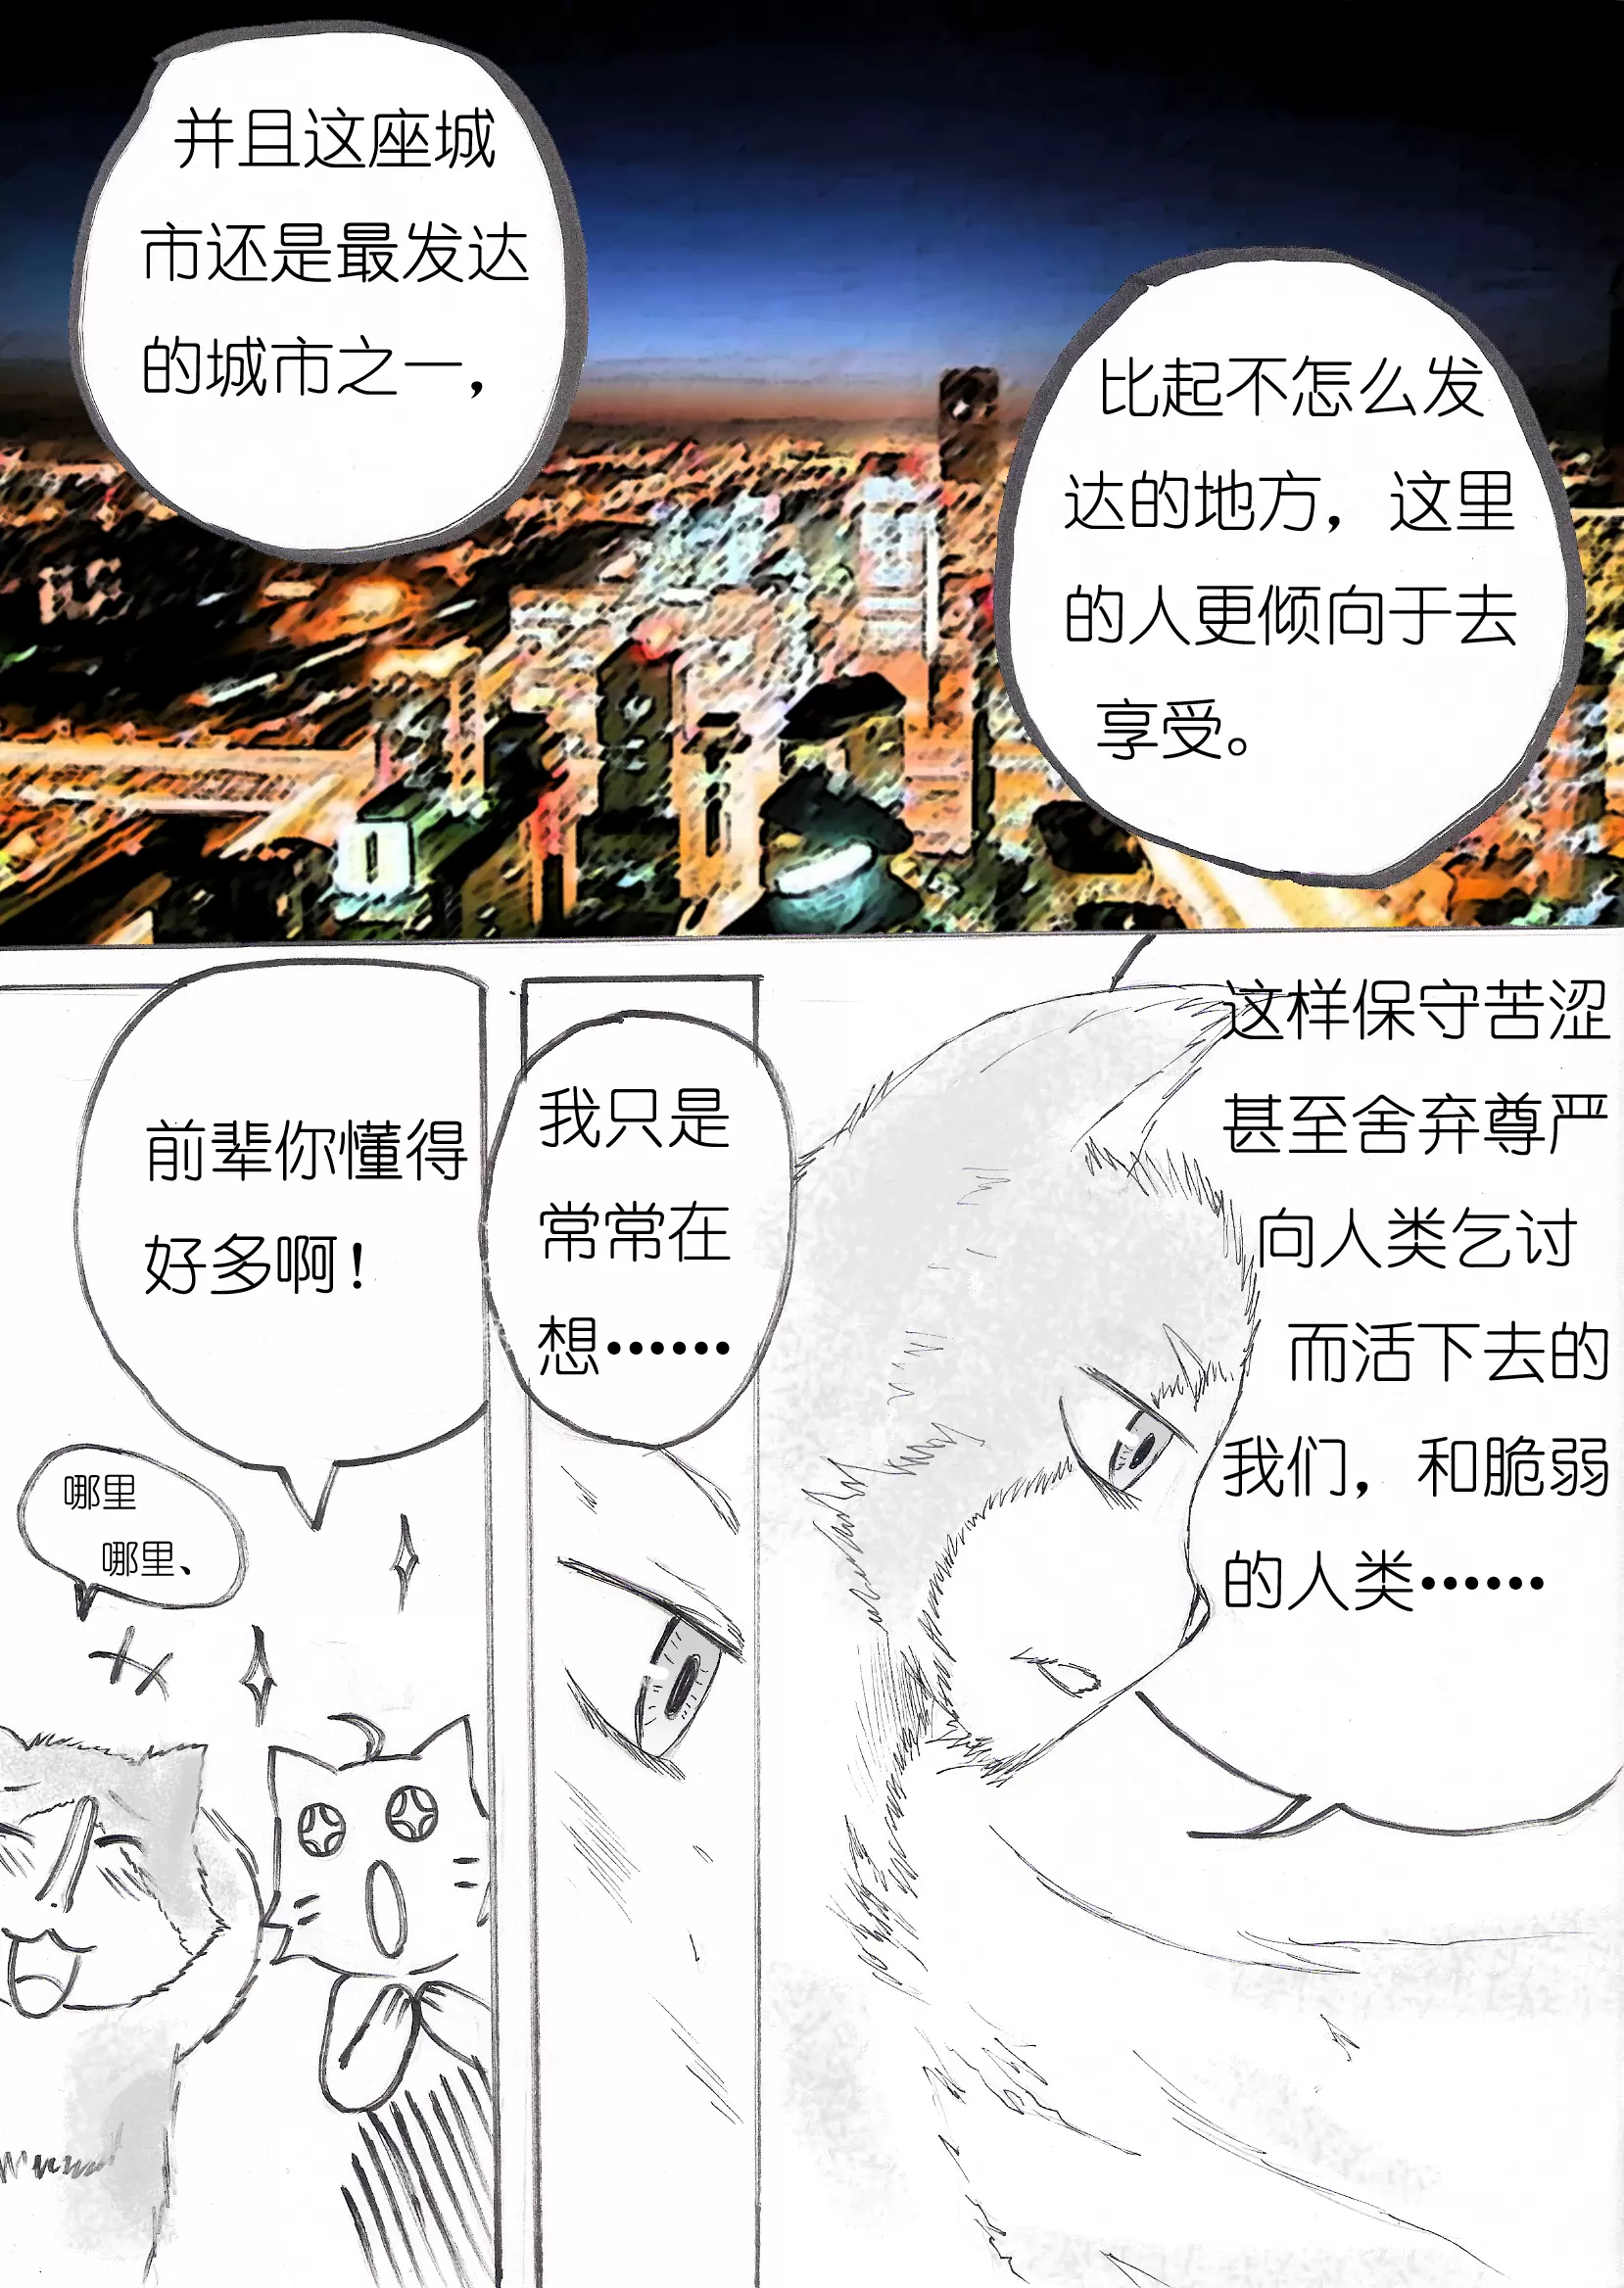 并且这座城
市还是最发达
的城市之一，
比起不怎么发
达的地方，这里
的人更倾向于去
享受。
前辈你懂得
好多啊！
哪里
哪里、
我只是
常常在
想……
这样保守苦涩
甚至舍弃尊严
向人类乞讨
而活下去的
我们，和脆弱
的人类……